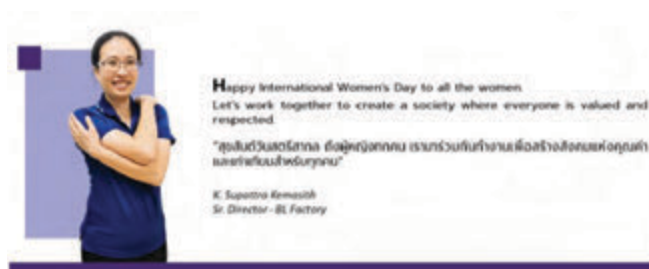 Happy International Women's Day to all the women.
Let's work together to create a society where everyone is valued and
respected.
"สุขสันต์วันสตรีสากล ถึงผู้หญิงทุกคน เรามาร่วมกันทำงานเพื่อสร้างสังคมแห่งคุณค่า
และเท่าเทียมสำหรับทุกคน"
K. Supattra Kemasith
Sr. Director - BL Factory